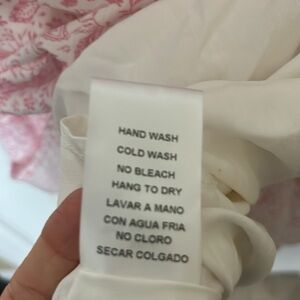 HAND WASH
COLD WASH
NO BLEACH
HANG TO DRY
LAVAR A MANO
CON AGUA FRIA
NO CLORO
SECAR COLGADO